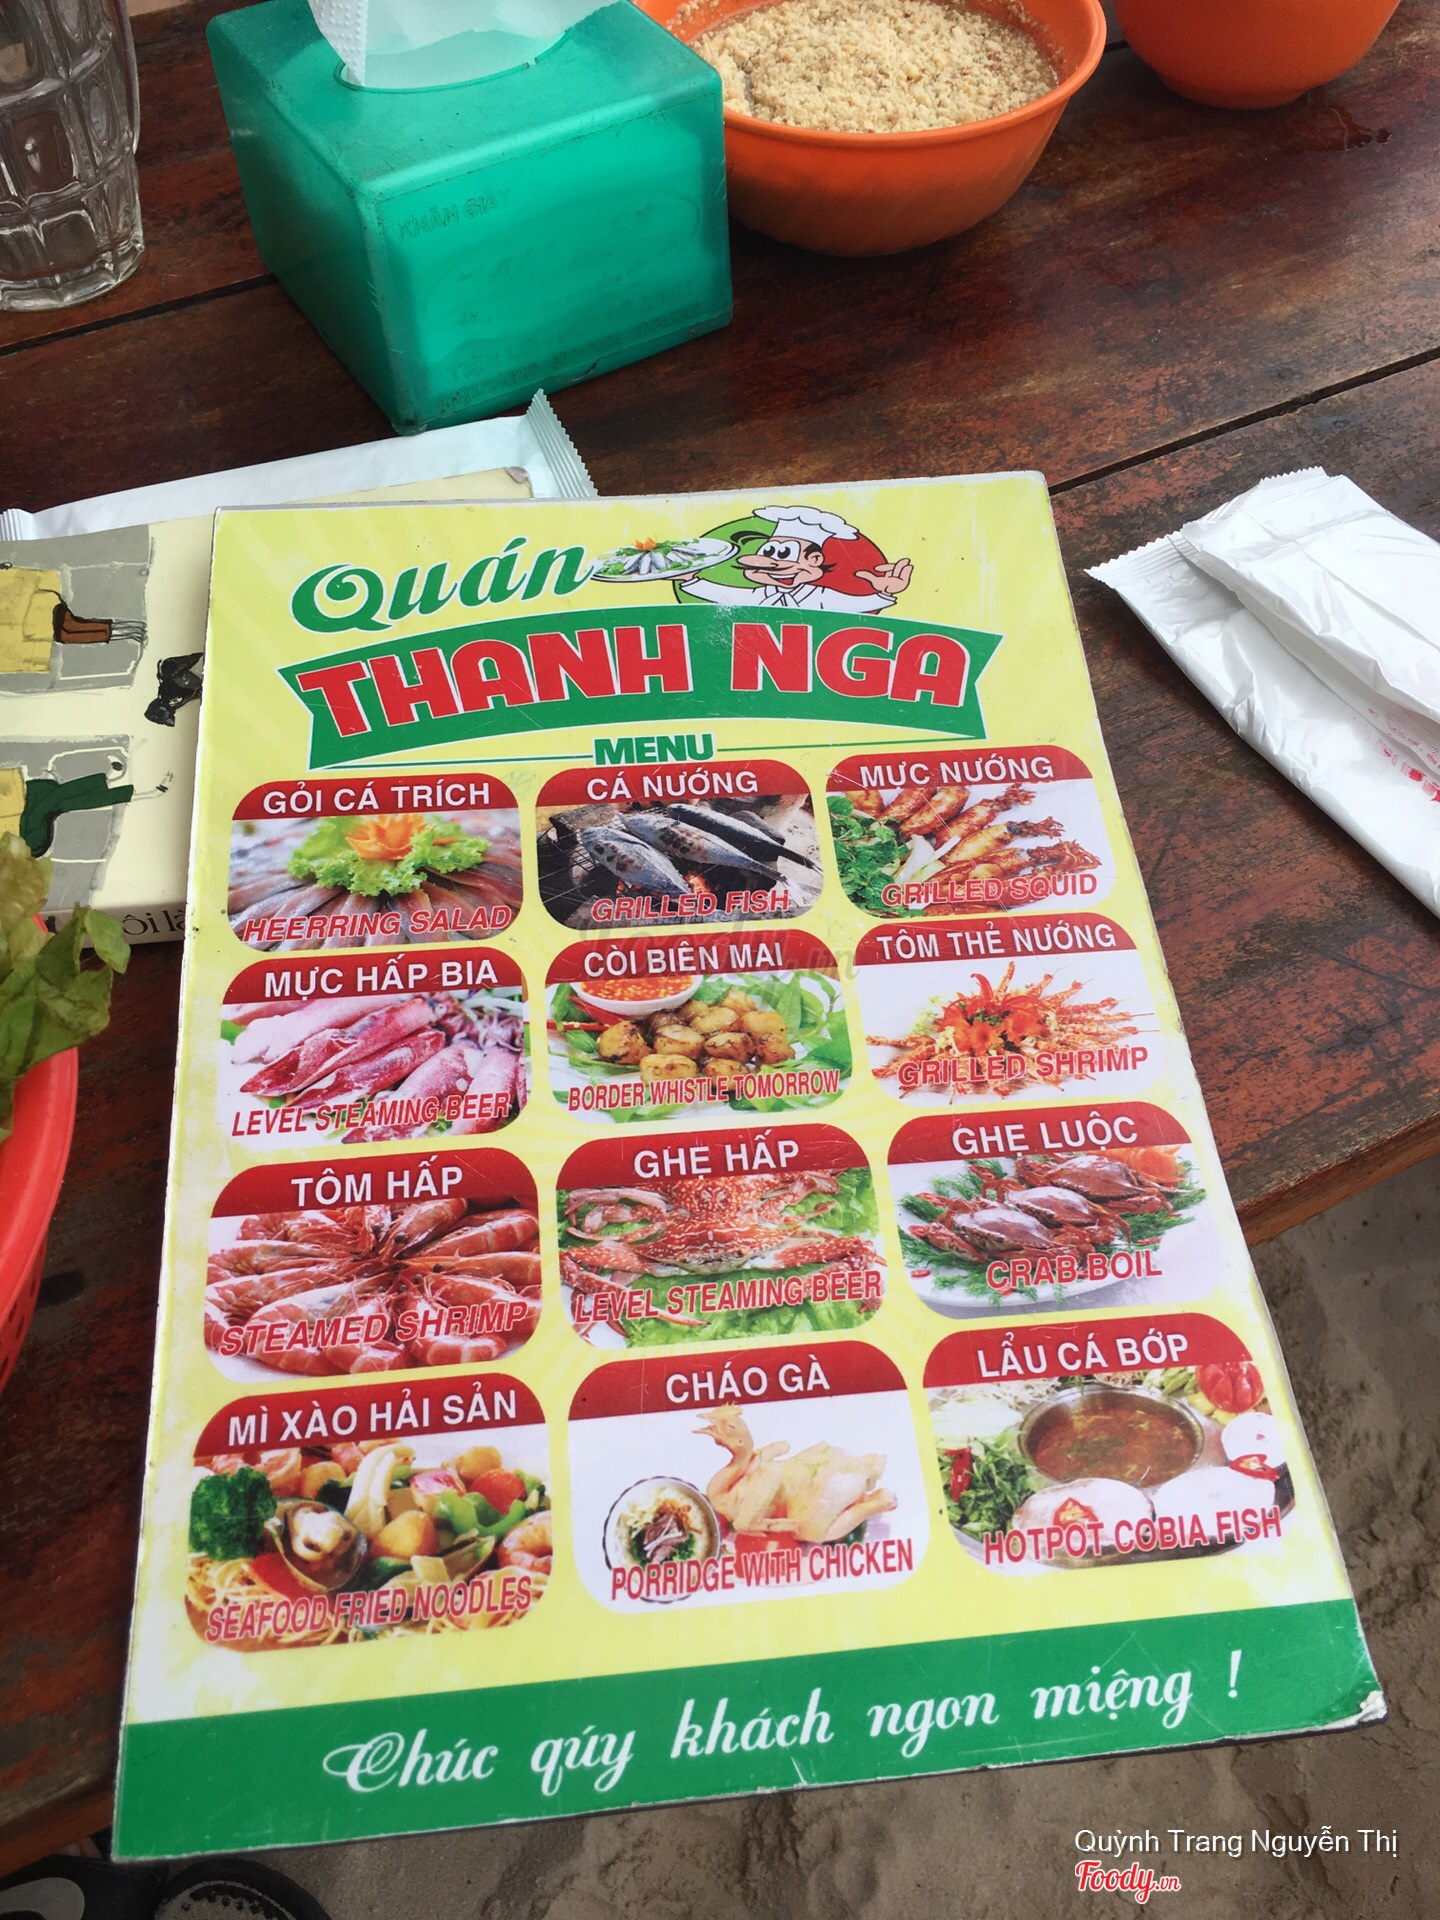 KHĂN GIẤY
Quán
THANH NGA
MENU
GỎI CÁ TRÍCH
HEERRING SALAD
CÁ NƯỚNG
GRILLED FISH
MỰC NƯỚNG
GRILLED SQUID
MỰC HẤP BIA
LEVEL STEAMING BEER
CÒI BIÊN MAI
BORDER WHISTLE TOMORROW
TÔM THẺ NƯỚNG
GRILLED SHRIMP
TÔM HẤP
STEAMED SHRIMP
GHẸ HẤP
LEVEL STEAMING BEER
GHẸ LUỘC
CRAB BOIL
MÌ XÀO HẢI SẢN
SEAFOOD FRIED NOODLES
CHÁO GÀ
PORRIDGE WITH CHICKEN
LẨU CÁ BỚP
HOTPOT COBIA FISH
Chúc qúy khách ngon miệng !
Quỳnh Trang Nguyễn Thị
Foody.vn